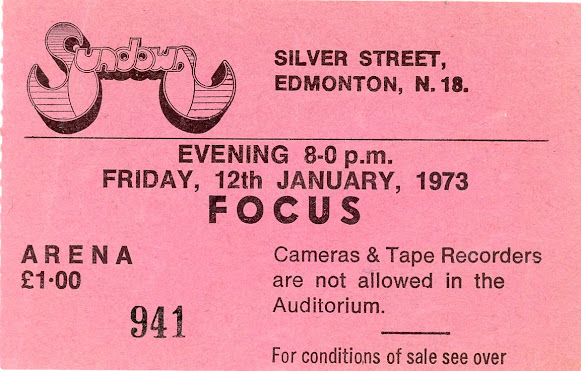 Sundown
SILVER STREET,
EDMONTON, N. 18.
EVENING 8-0 p.m.
FRIDAY, 12th JANUARY, 1973
FOCUS
ARENA
£1·00
941
Cameras & Tape Recorders
are not allowed in the
Auditorium.
For conditions of sale see over